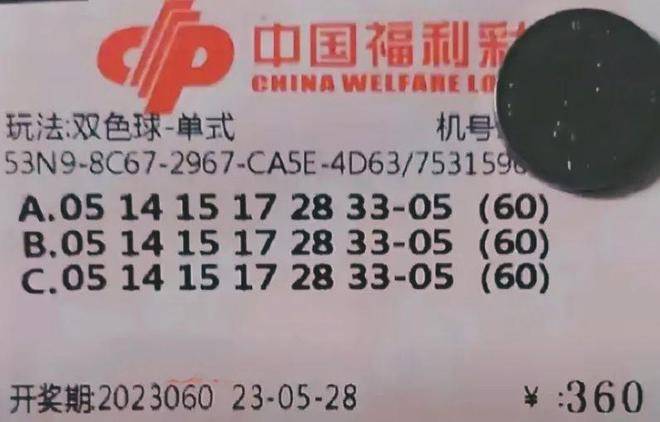 中国福利彩
CHINA WELFARE LO
玩法:双色球-单式
机号
53N9-8C67-2967-CA5E-4D63/753159
A.05 14 15 17 28 33-05 (60)
B.05 14 15 17 28 33-05 (60)
C.05 14 15 17 28 33-05 (60)
开奖期:2023060 23-05-28
¥ :360